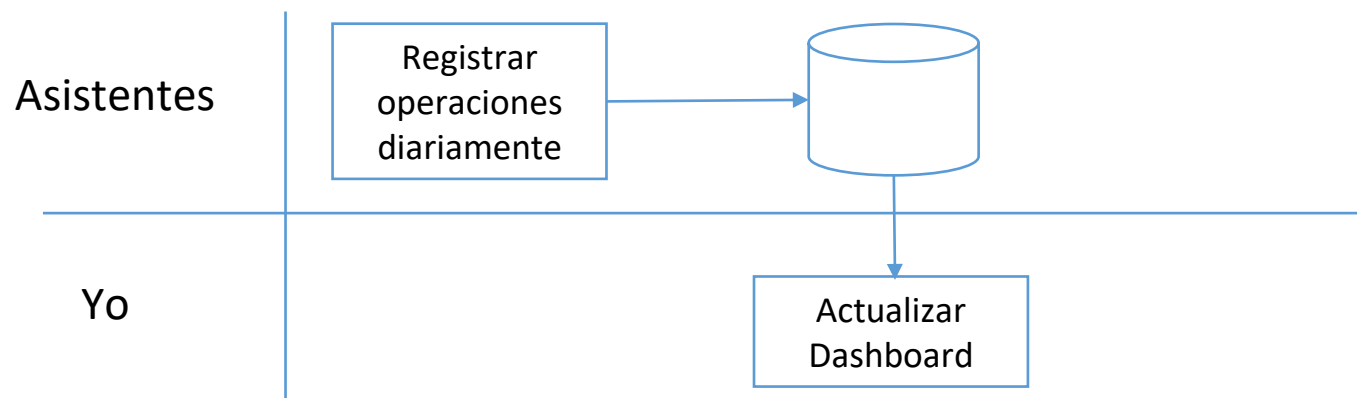 Asistentes
Registrar
operaciones
diariamente
Yo
Actualizar
Dashboard